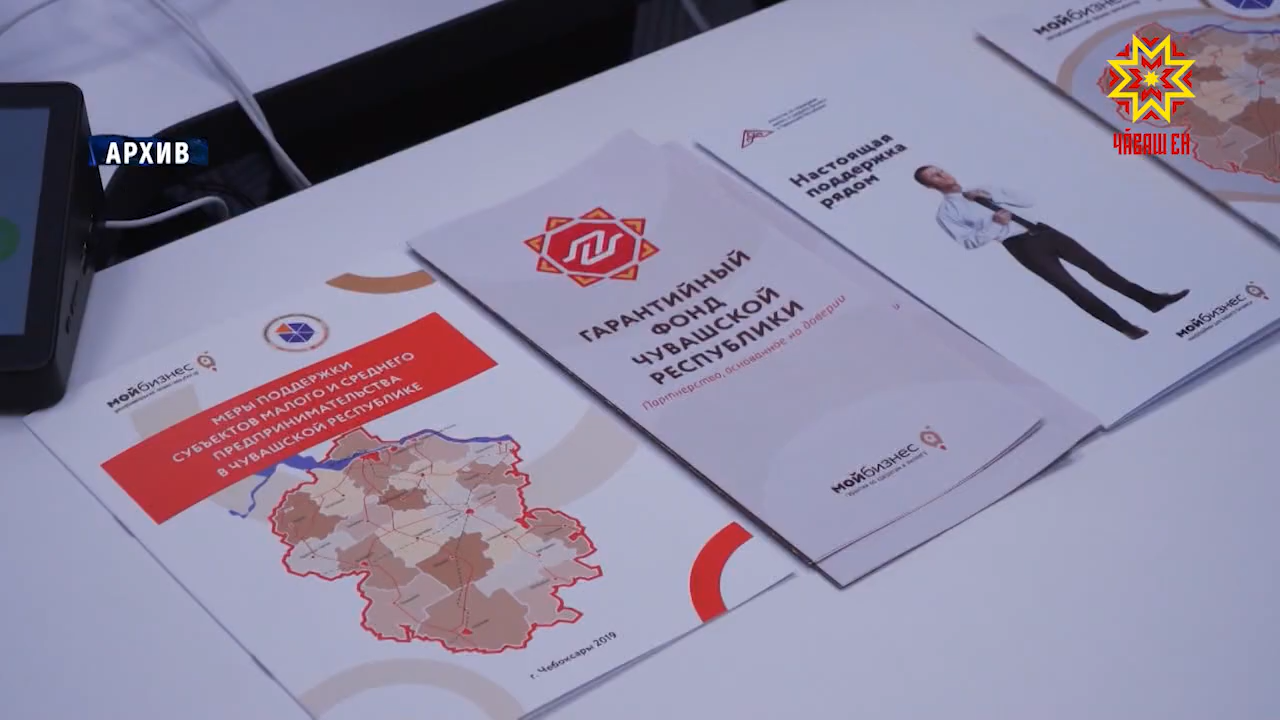 АРХИВ
ЧӐВАШ ЕН
мойбизнес
МЕРЫ ПОДДЕРЖКИ
СУБЪЕКТОВ МАЛОГО И СРЕДНЕГО
ПРЕДПРИНИМАТЕЛЬСТВА
В ЧУВАШСКОЙ РЕСПУБЛИКЕ
г. Чебоксары 2019
ГАРАНТИЙНЫЙ
ФОНД
ЧУВАШСКОЙ
РЕСПУБЛИКИ
Партнерство, основанное на доверии
мойбизнес
Настоящая
поддержка
рядом
мойбизнес
мойбизнес